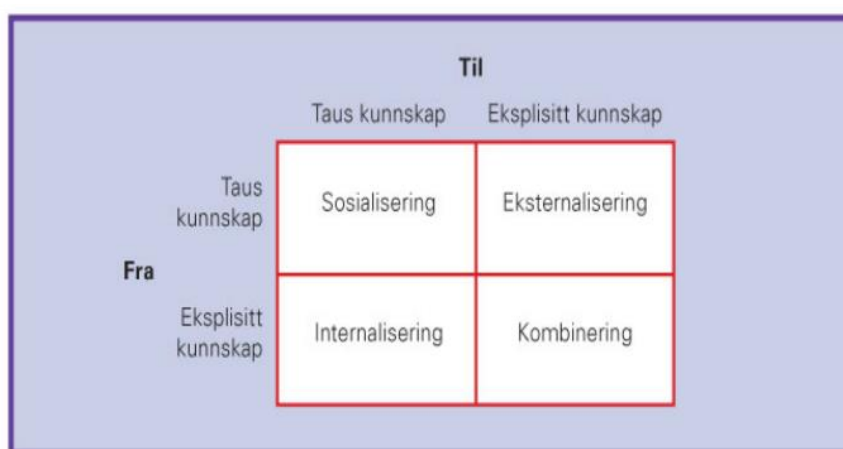 Til
Taus kunnskap Eksplisitt kunnskap
Taus
kunnskap
Sosialisering Eksternalisering
Fra
Eksplisitt
kunnskap
Internalisering Kombinering